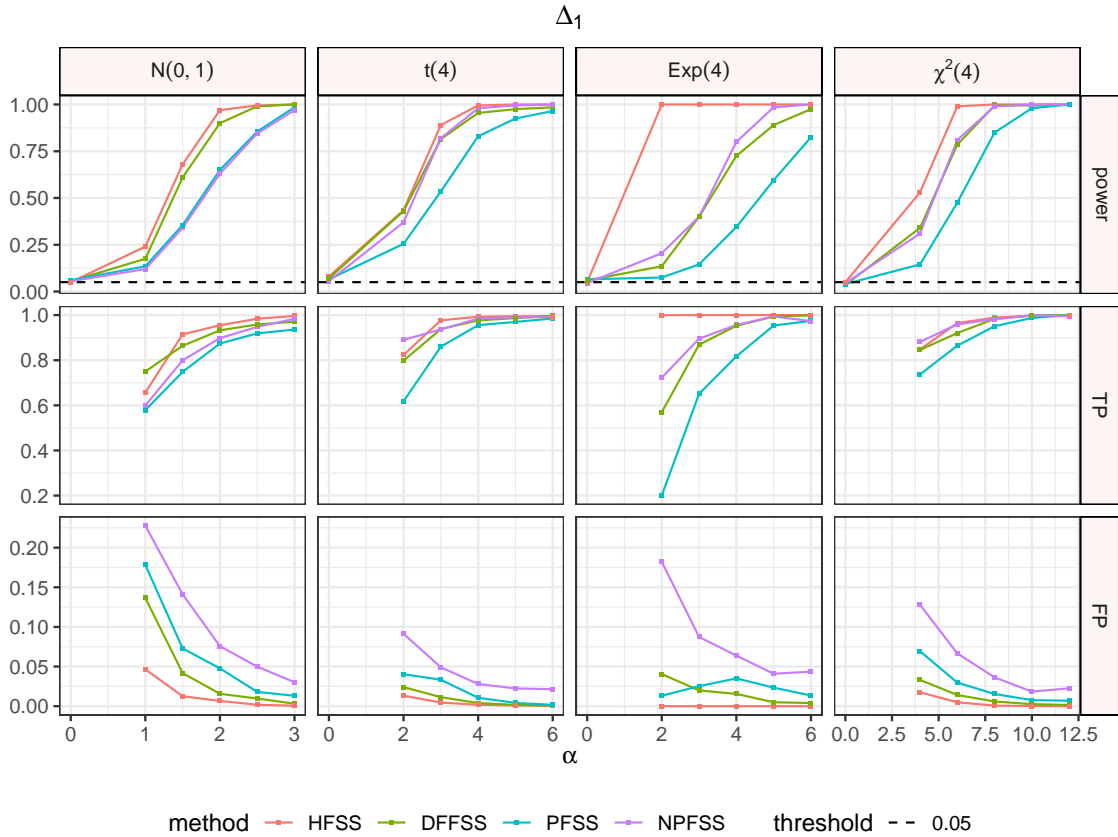 Δ1
N(0, 1) t(4) Exp(4) χ²(4)
1.00
0.75
0.50
0.25
0.00
power
1.0
0.8
0.6
0.4
0.2
TP
0.20
0.15
0.10
0.05
0.00
FP
0 1 2 3 0 2 4 6 0 2 4 6 0.0 2.5 5.0 7.5 10.0 12.5
α
method HFSS DFFSS PFSS NPFSS threshold 0.05